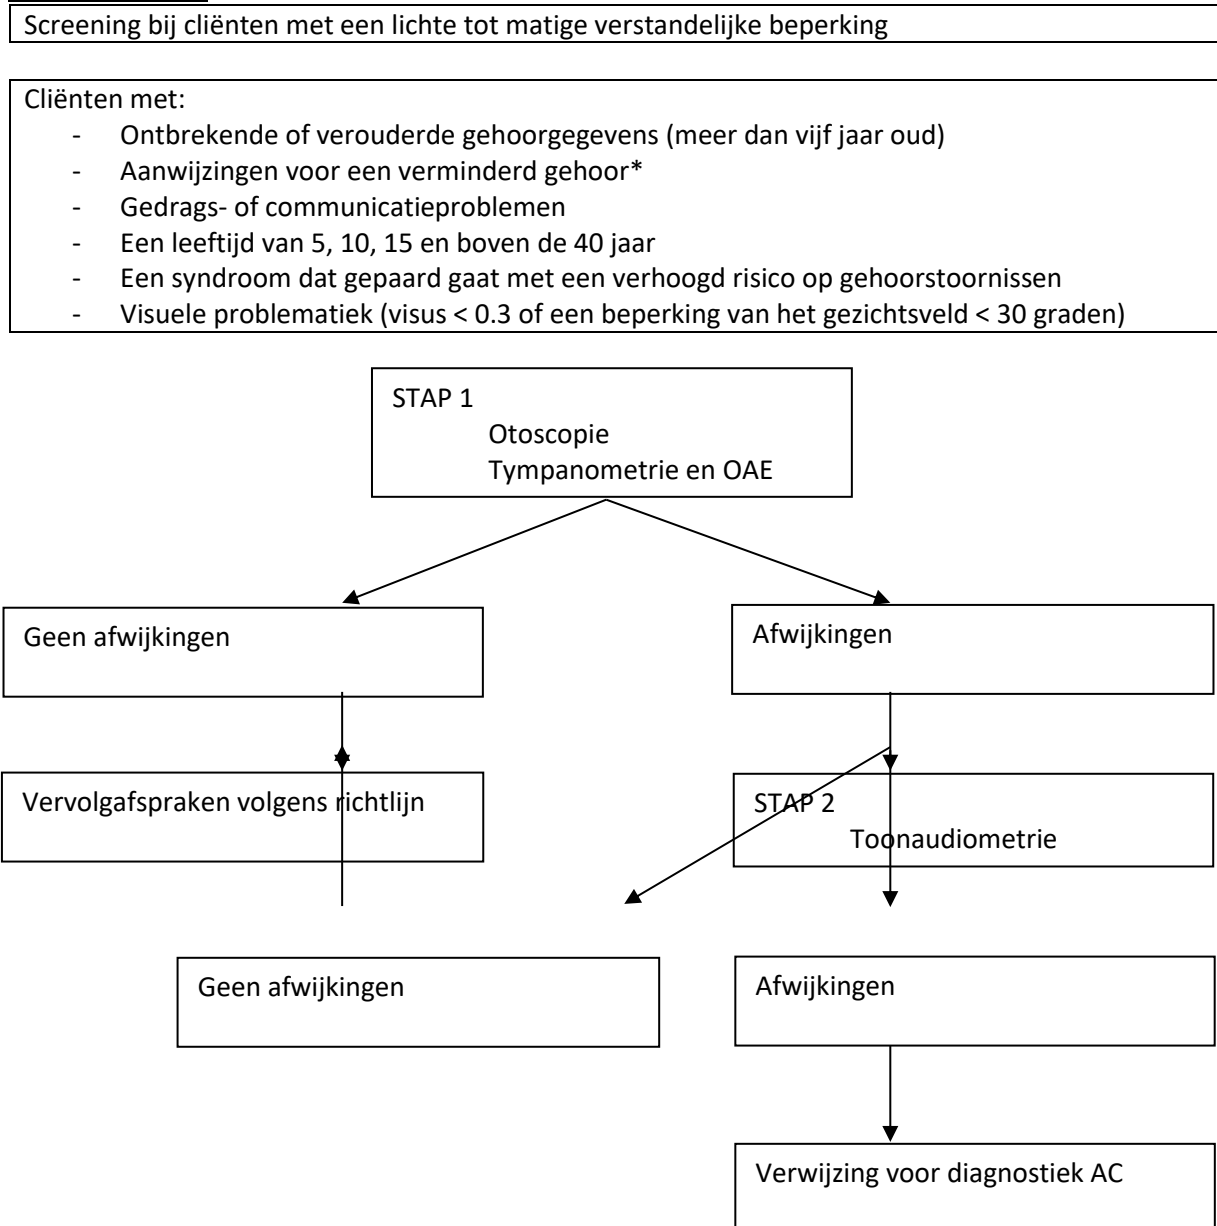 Screening bij cliënten met een lichte tot matige verstandelijke beperking
Cliënten met:
- Ontbrekende of verouderde gehoorgegevens (meer dan vijf jaar oud)
- Aanwijzingen voor een verminderd gehoor*
- Gedrags- of communicatieproblemen
- Een leeftijd van 5, 10, 15 en boven de 40 jaar
- Een syndroom dat gepaard gaat met een verhoogd risico op gehoorstoornissen
- Visuele problematiek (visus < 0.3 of een beperking van het gezichtsveld < 30 graden)
STAP 1
Otoscopie
Tympanometrie en OAE
Geen afwijkingen
Afwijkingen
Vervolgafspraken volgens richtlijn
STAP 2
Toonaudiometrie
Geen afwijkingen
Afwijkingen
Verwijzing voor diagnostiek AC